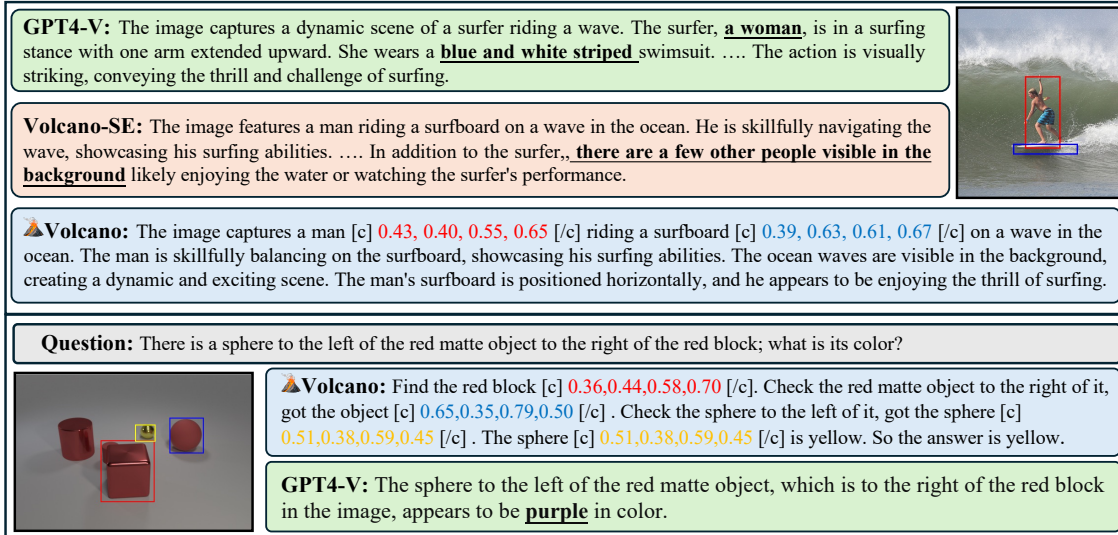 GPT4-V: The image captures a dynamic scene of a surfer riding a wave. The surfer, a woman, is in a surfing
stance with one arm extended upward. She wears a blue and white striped swimsuit. …. The action is visually
striking, conveying the thrill and challenge of surfing.
Volcano-SE: The image features a man riding a surfboard on a wave in the ocean. He is skillfully navigating the
wave, showcasing his surfing abilities. …. In addition to the surfer,, there are a few other people visible in the
background likely enjoying the water or watching the surfer's performance.
Volcano: The image captures a man [c] 0.43, 0.40, 0.55, 0.65 [/c] riding a surfboard [c] 0.39, 0.63, 0.61, 0.67 [/c] on a wave in the
ocean. The man is skillfully balancing on the surfboard, showcasing his surfing abilities. The ocean waves are visible in the background,
creating a dynamic and exciting scene. The man's surfboard is positioned horizontally, and he appears to be enjoying the thrill of surfing.
Question: There is a sphere to the left of the red matte object to the right of the red block; what is its color?
Volcano: Find the red block [c] 0.36,0.44,0.58,0.70 [/c]. Check the red matte object to the right of it,
got the object [c] 0.65,0.35,0.79,0.50 [/c] . Check the sphere to the left of it, got the sphere [c]
0.51,0.38,0.59,0.45 [/c] . The sphere [c] 0.51,0.38,0.59,0.45 [/c] is yellow. So the answer is yellow.
GPT4-V: The sphere to the left of the red matte object, which is to the right of the red block
in the image, appears to be purple in color.